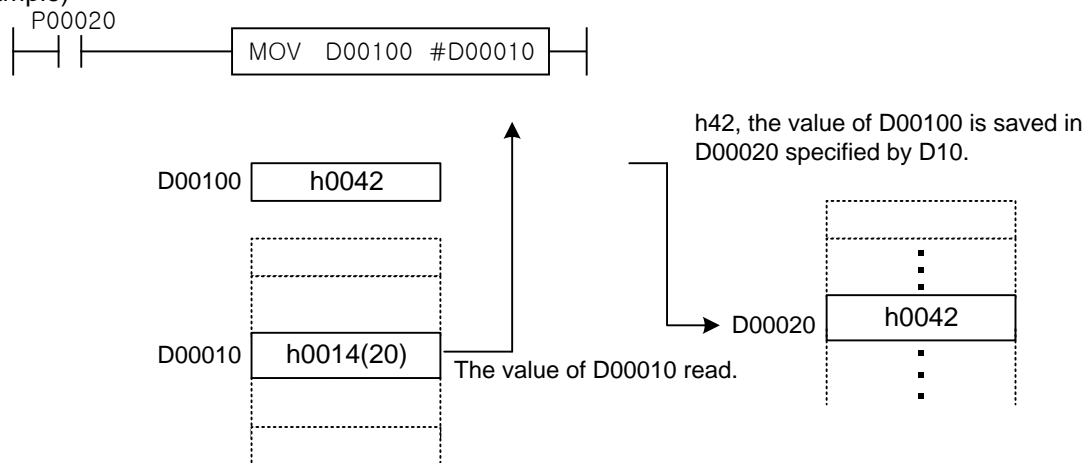 P00020
MOV D00100 #D00010
h42, the value of D00100 is saved in
D00020 specified by D10.
D00100 h0042
D00020 h0042
D00010 h0014(20)
The value of D00010 read.